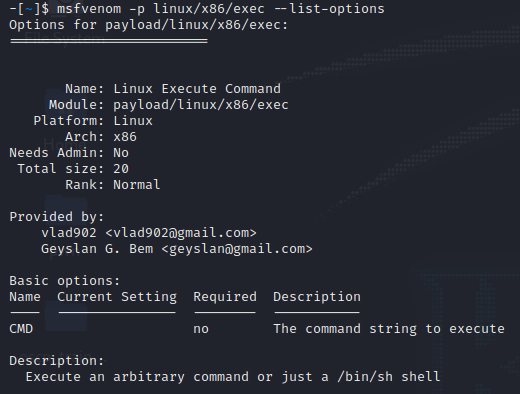 -[~]$ msfvenom -p linux/x86/exec --list-options
Options for payload/linux/x86/exec:
=========================
Name: Linux Execute Command
Module: payload/linux/x86/exec
Platform: Linux
Arch: x86
Needs Admin: No
Total size: 20
Rank: Normal
Provided by:
vlad902 <vlad902@gmail.com>
Geyslan G. Bem <geyslan@gmail.com>
Basic options:
Name  Current Setting  Required  Description
----  ---------------  --------  -----------
CMD                    no        The command string to execute
Description:
Execute an arbitrary command or just a /bin/sh shell